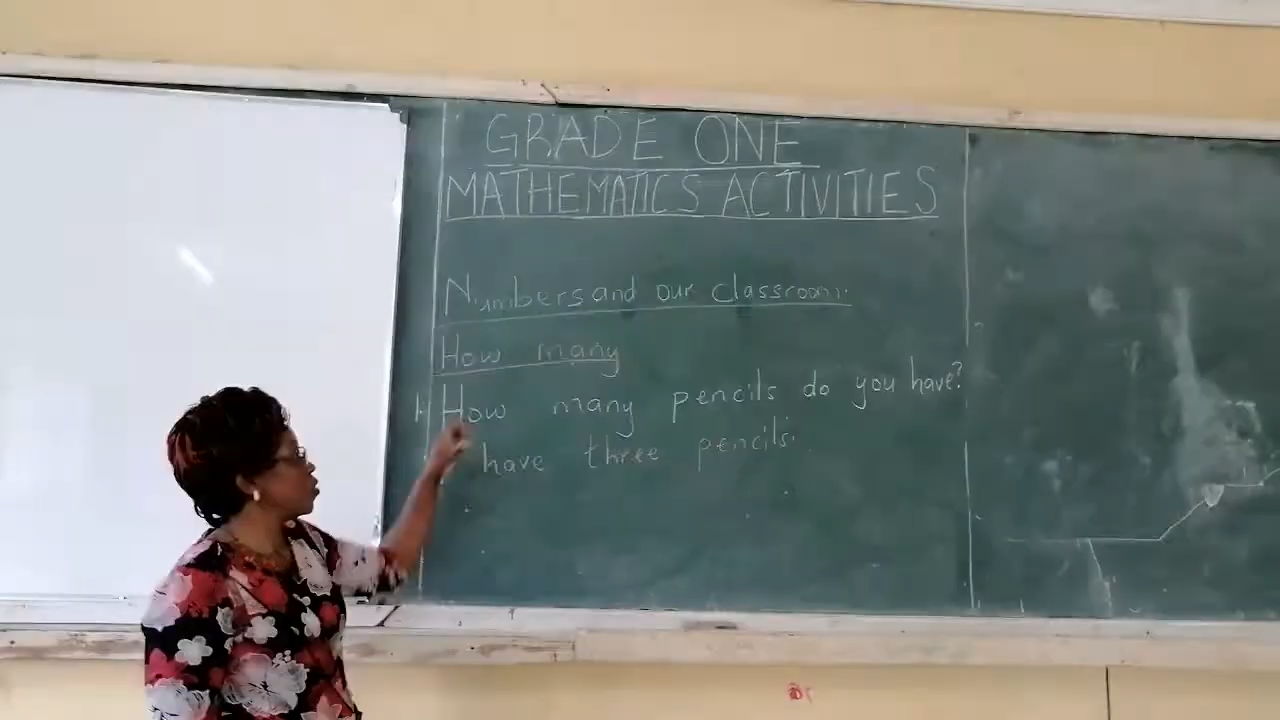 GRADE ONE
MATHEMATICS ACTIVITIES
Numbers and our classroom.
How many
1. How many pencils do you have?
have three pencils.